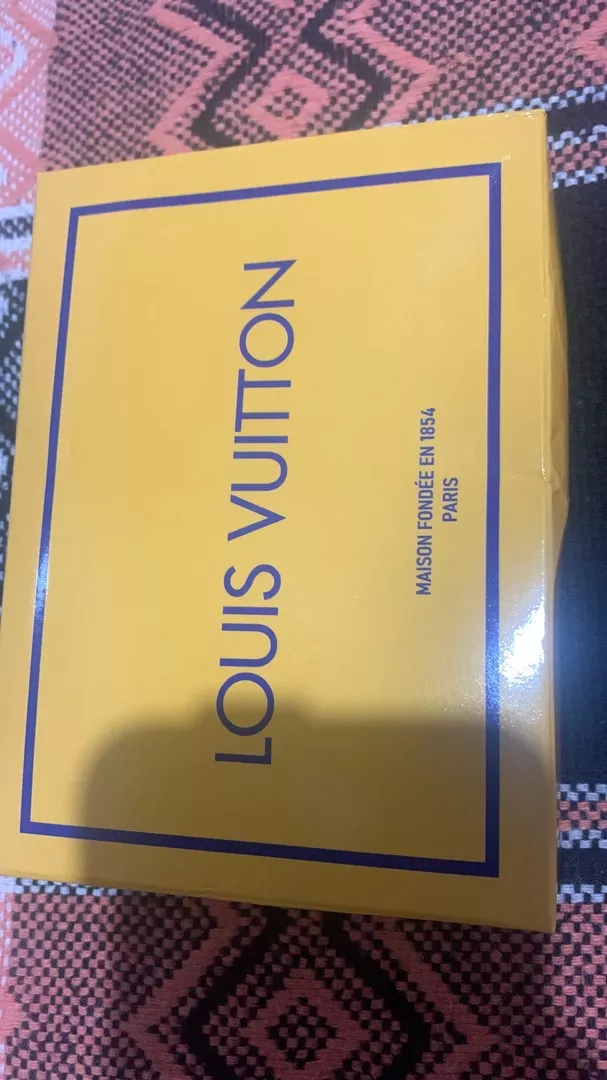 LOUIS VUITTON
MAISON FONDÉE EN 1854
PARIS